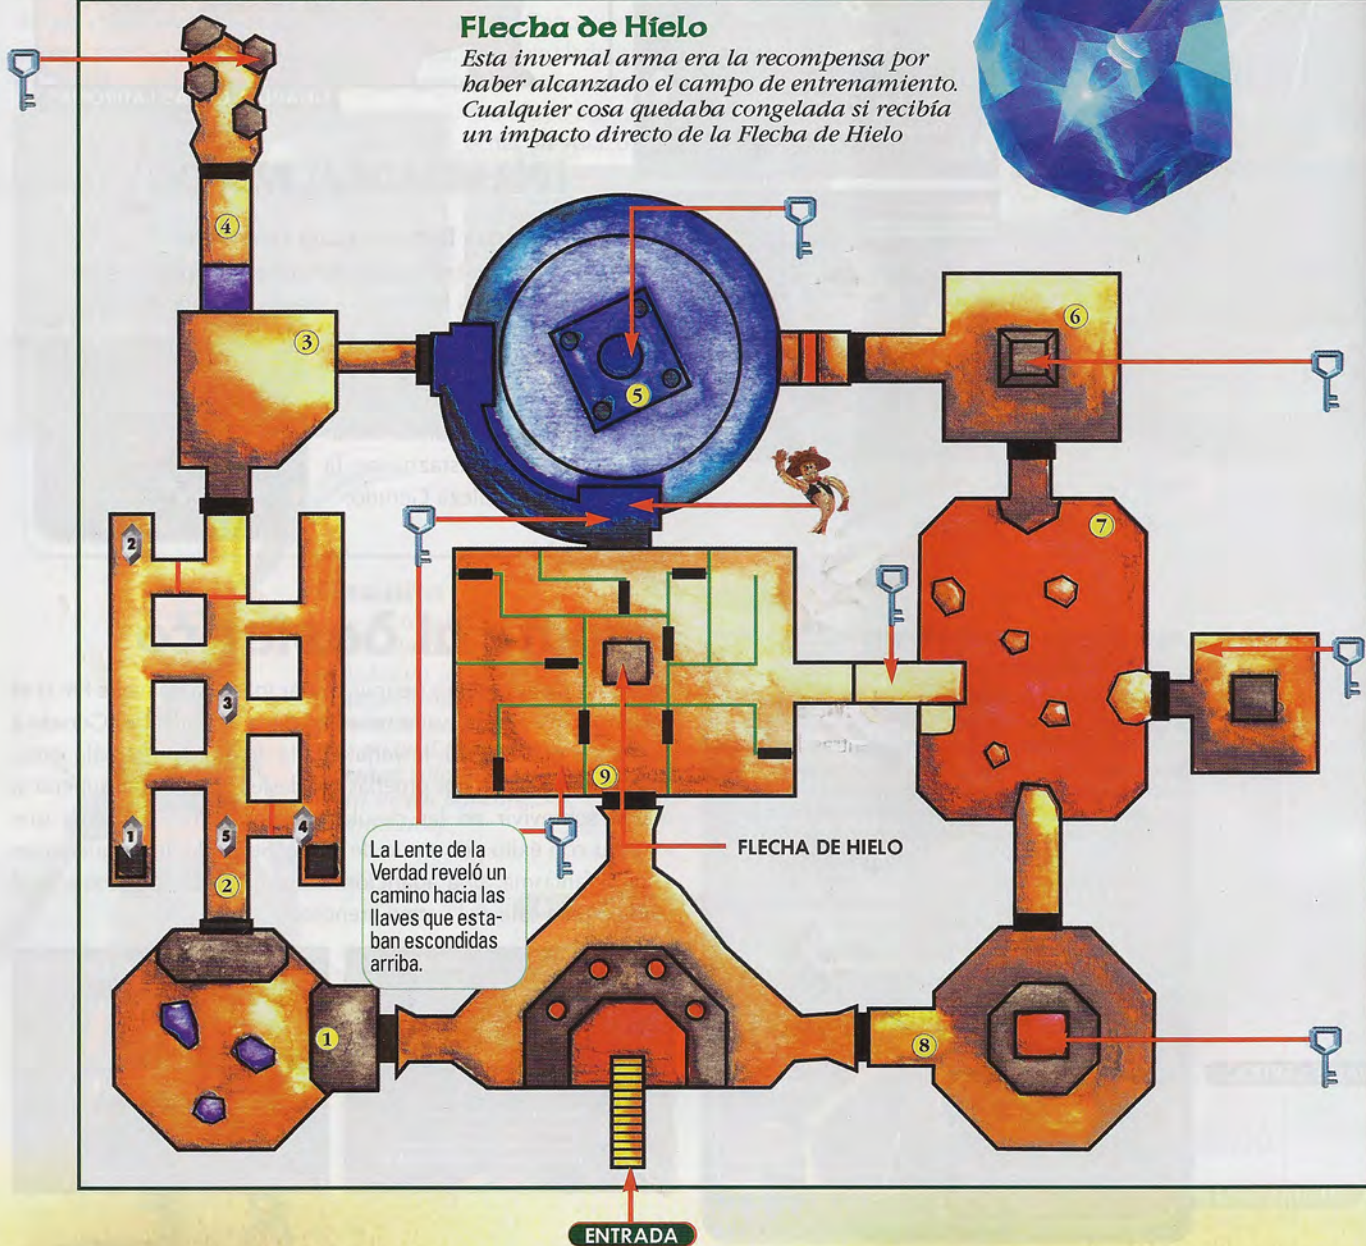 Flecha de Hielo
Esta invernal arma era la recompensa por
haber alcanzado el campo de entrenamiento.
Cualquier cosa quedaba congelada si recibía
un impacto directo de la Flecha de Hielo
4
3
5
6
7
2
3
1
5
4
2
9
FLECHA DE HIELO
La Lente de la
Verdad reveló un
camino hacia las
llaves que esta-
ban escondidas
arriba.
1
8
ENTRADA